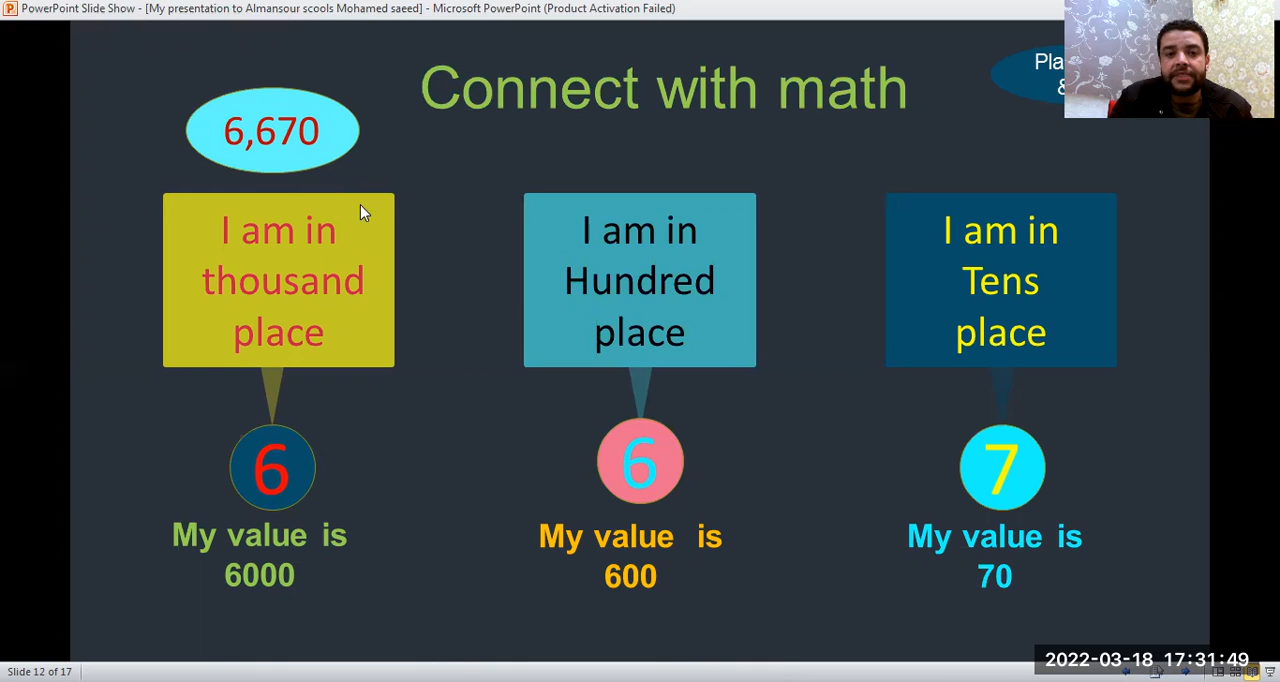 PowerPoint Slide Show - [My presentation to Almansour scools Mohamed saeed] - Microsoft PowerPoint (Product Activation Failed)
Connect with math
6,670
I am in
thousand
place
6
My value is
6000
I am in
Hundred
place
6
My value is
600
I am in
Tens
place
7
My value is
70
Slide 12 of 17
2022-03-18 17:31:49